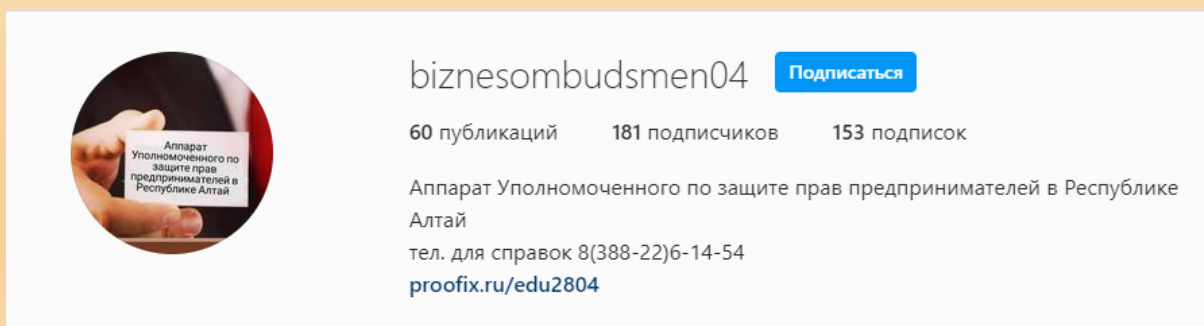 biznesombudsmen04 Подписаться
60 публикаций 181 подписчиков 153 подписок
Аппарат Уполномоченного по защите прав предпринимателей в Республике
Алтай
тел. для справок 8(388-22)6-14-54
proofix.ru/edu2804
Аппарат
Уполномоченного по
защите прав
предпринимателей в
Республике Алтай